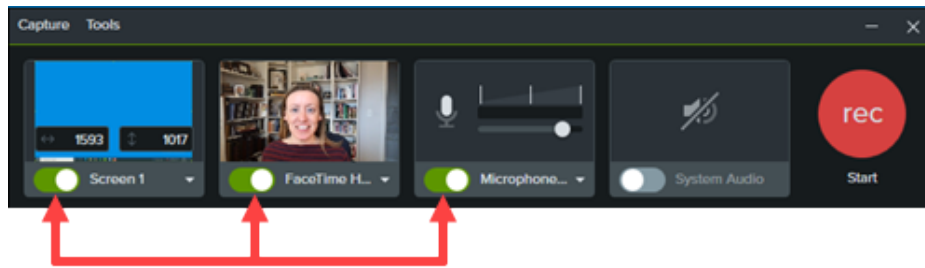 Capture Tools
1593 1017
rec
Screen 1 FaceTime H... Microphone... System Audio Start